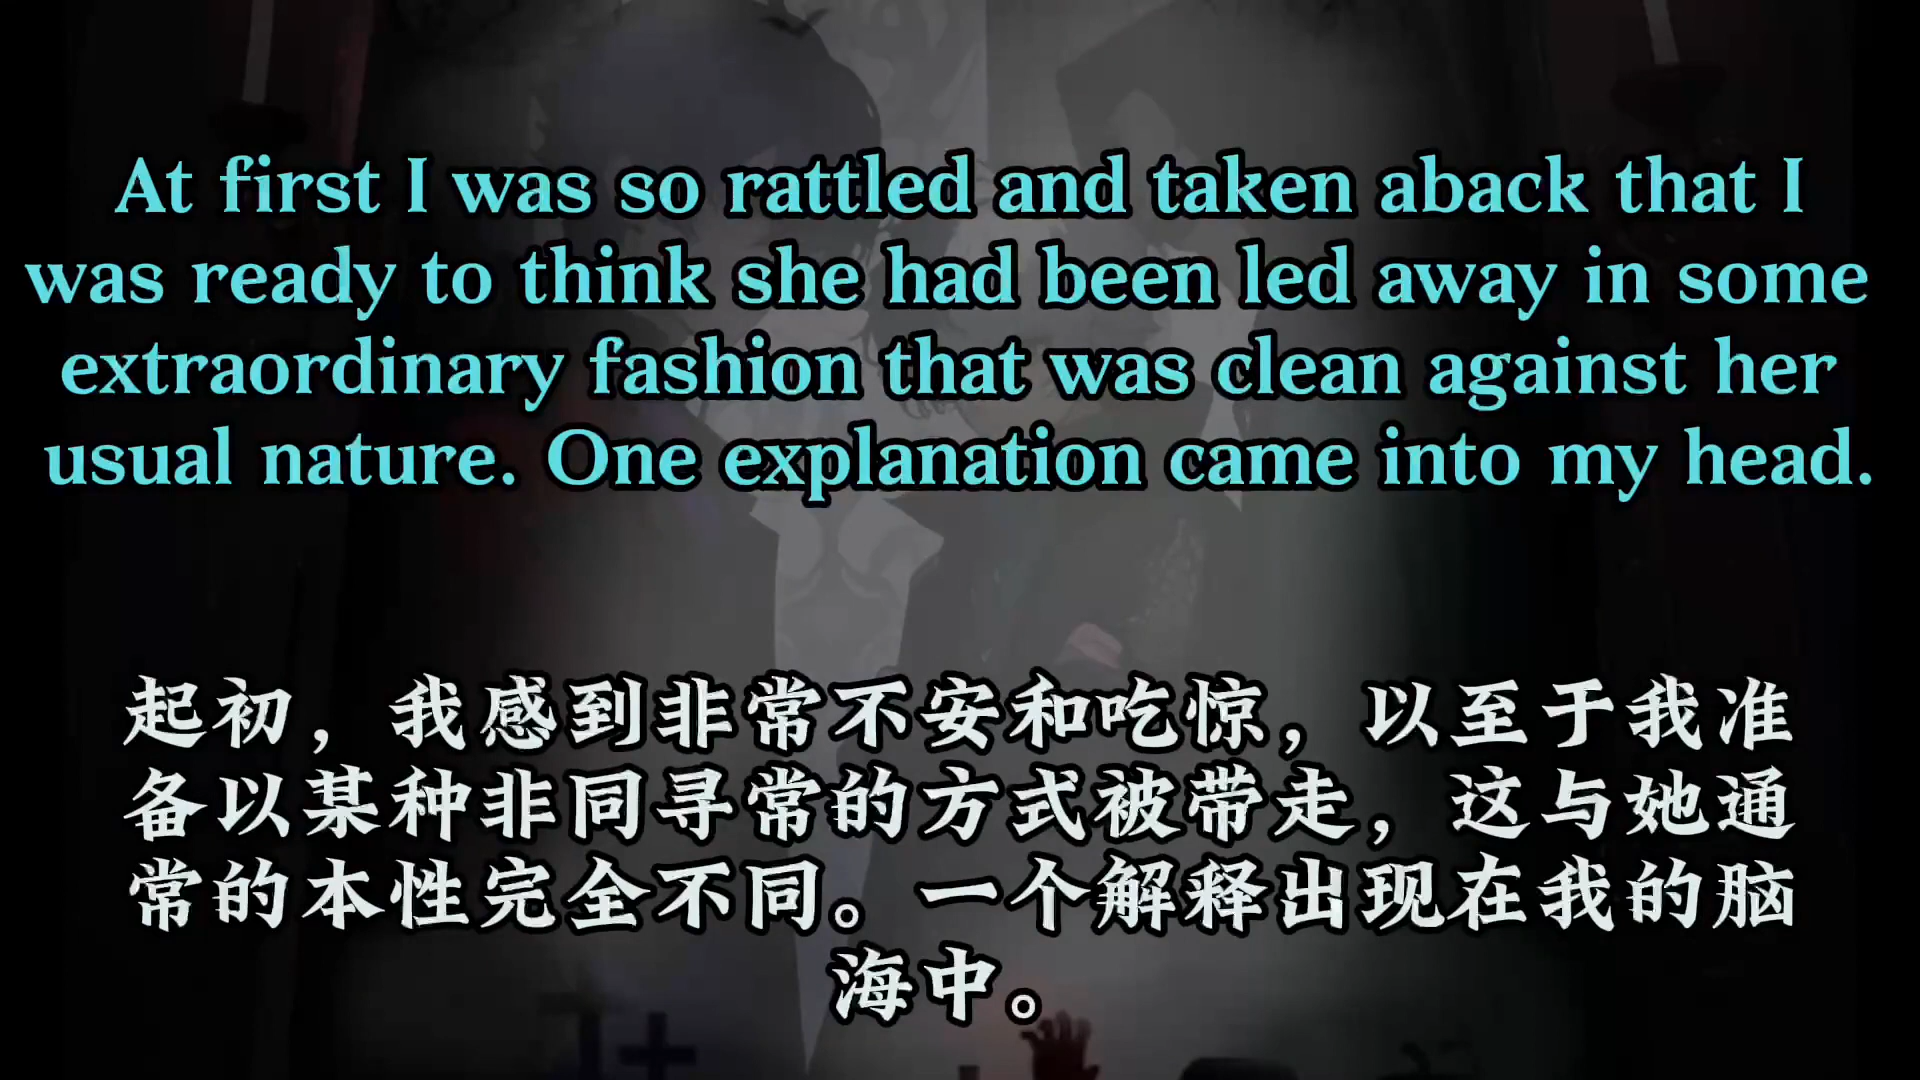 At first I was so rattled and taken aback that I
was ready to think she had been led away in some
extraordinary fashion that was clean against her
usual nature. One explanation came into my head.
起初，我感到非常不安和吃惊，以至于我准
备以某种非同寻常的方式被带走，这与她通
常的本性完全不同。一个解释出现在我的脑
海中。